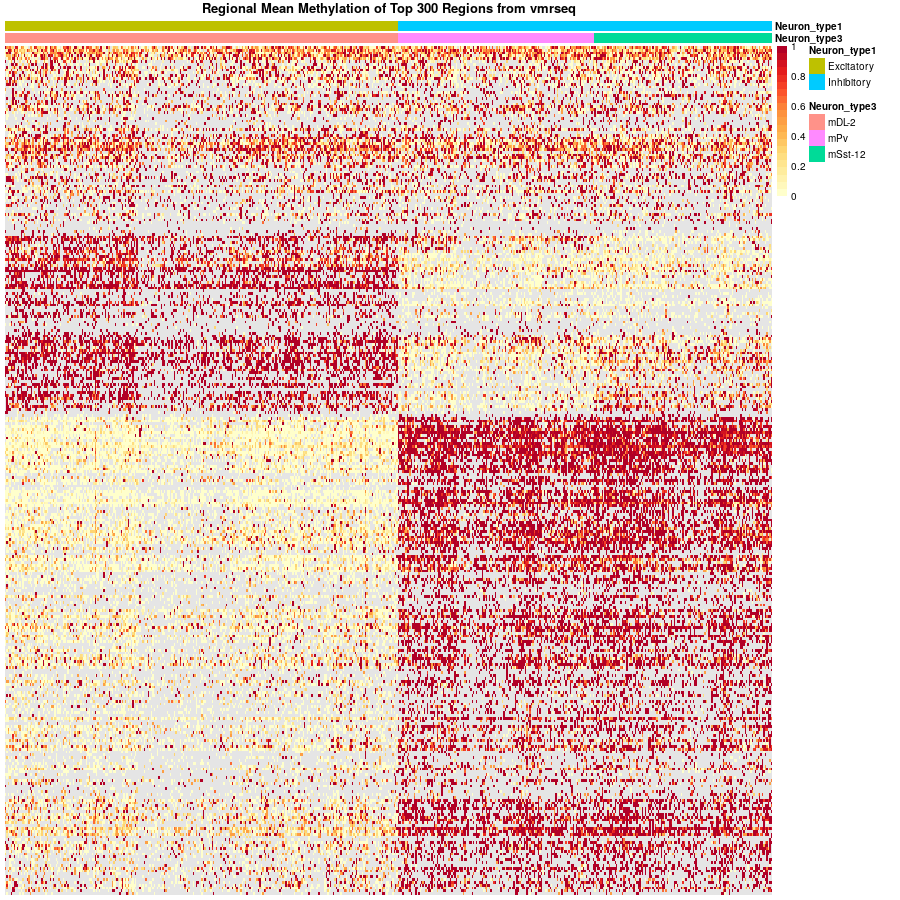 Regional Mean Methylation of Top 300 Regions from vmrseq
Neuron_type1
Neuron_type3
1
0.8
0.6
0.4
0.2
0
Neuron_type1
Excitatory
Inhibitory
Neuron_type3
mDL-2
mPv
mSst-12